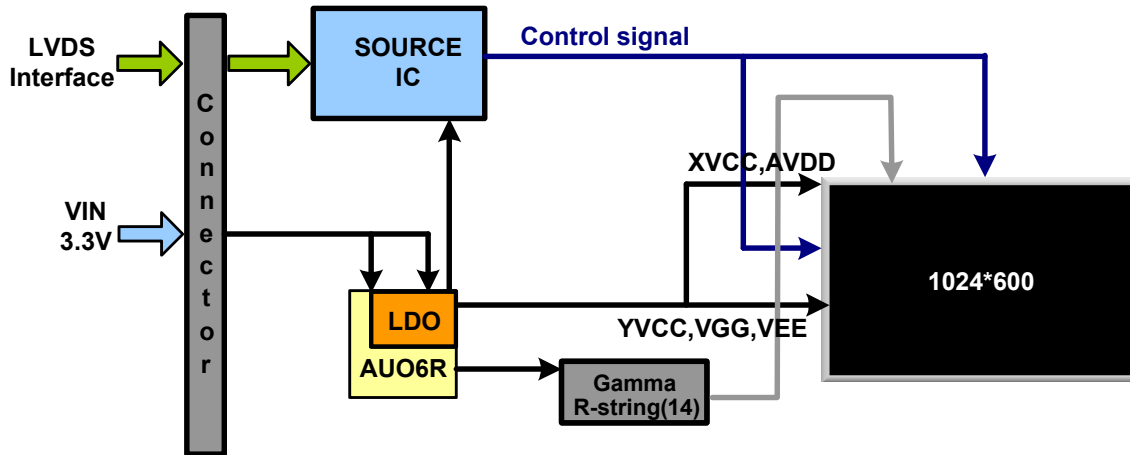 LVDS
Interface
SOURCE
IC
Control signal
Connector
XVCC,AVDD
VIN
3.3V
1024*600
LDO
YVCC,VGG,VEE
AUO6R
Gamma
R-string(14)